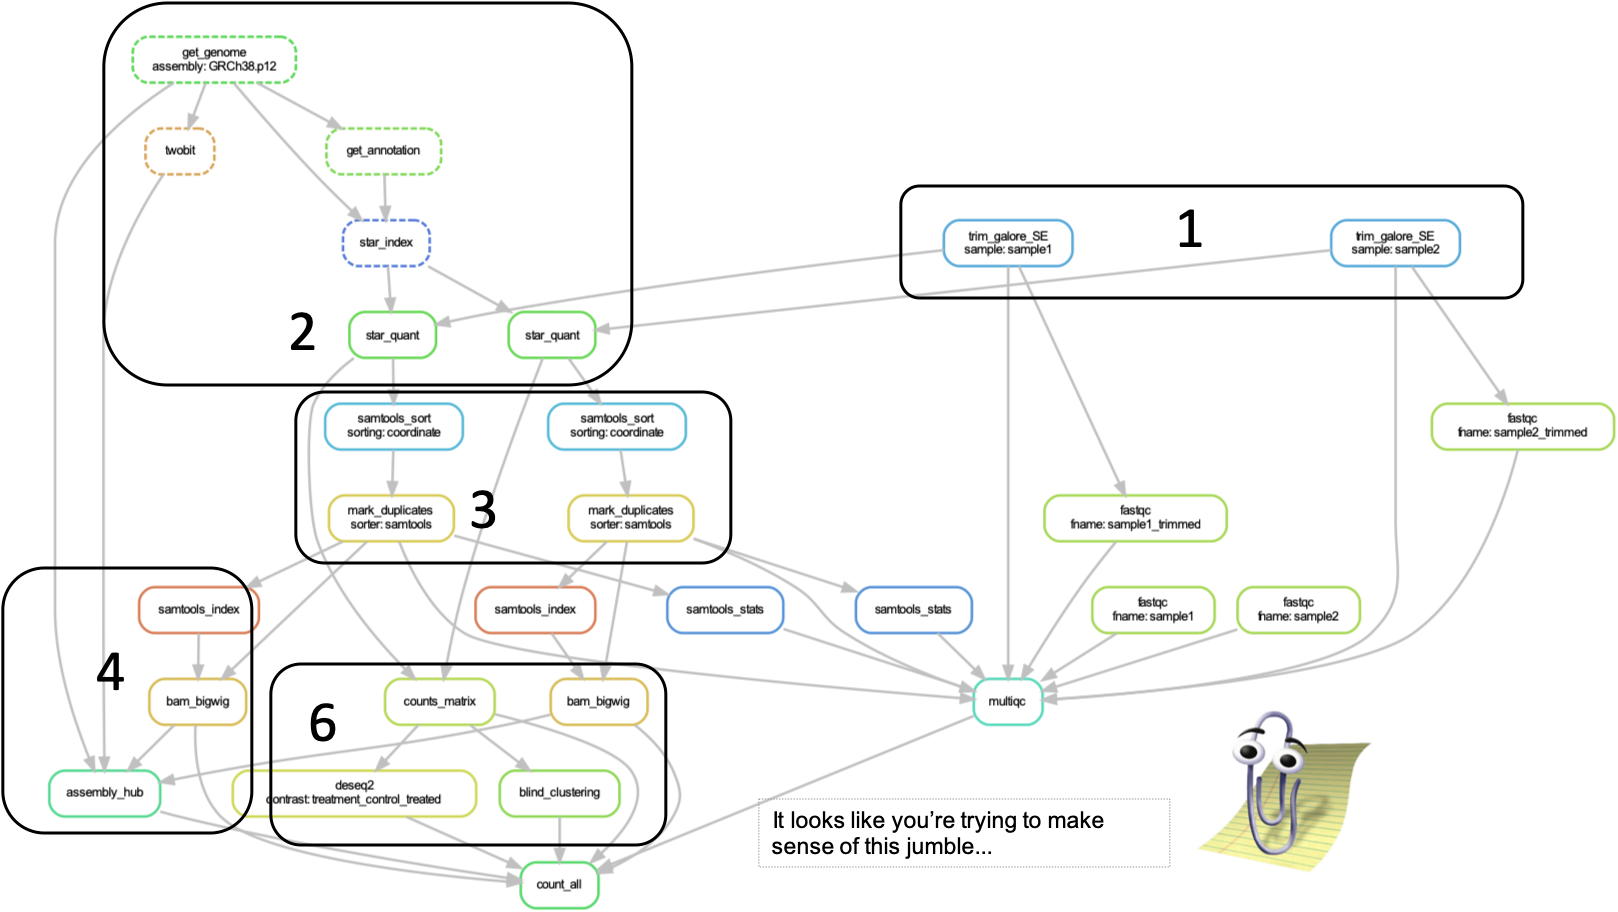 get_genome
assembly: GRCh38.p12
twobit
get_annotation
star_index
1
trim_galore_SE
sample: sample1
trim_galore_SE
sample: sample2
2
star_quant
star_quant
samtools_sort
sorting: coordinate
samtools_sort
sorting: coordinate
fastqc
fname: sample2_trimmed
mark_duplicates
sorter: samtools
3
mark_duplicates
sorter: samtools
fastqc
fname: sample1_trimmed
samtools_index
samtools_index
samtools_stats
samtools_stats
fastqc
fname: sample1
fastqc
fname: sample2
4
bam_bigwig
6
counts_matrix
bam_bigwig
multiqc
assembly_hub
deseq2
contrast: treatment_control_treated
blind_clustering
It looks like you're trying to make
sense of this jumble...
count_all